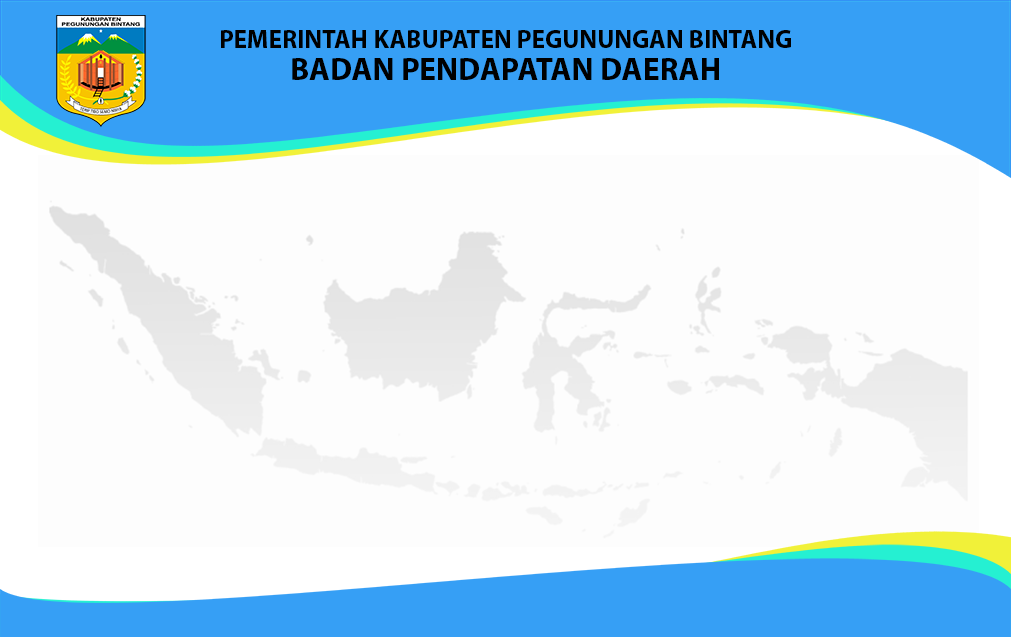 KABUPATEN
PEGUNUNGAN BINTANG
PEMERINTAH KABUPATEN PEGUNUNGAN BINTANG
BADAN PENDAPATAN DAERAH